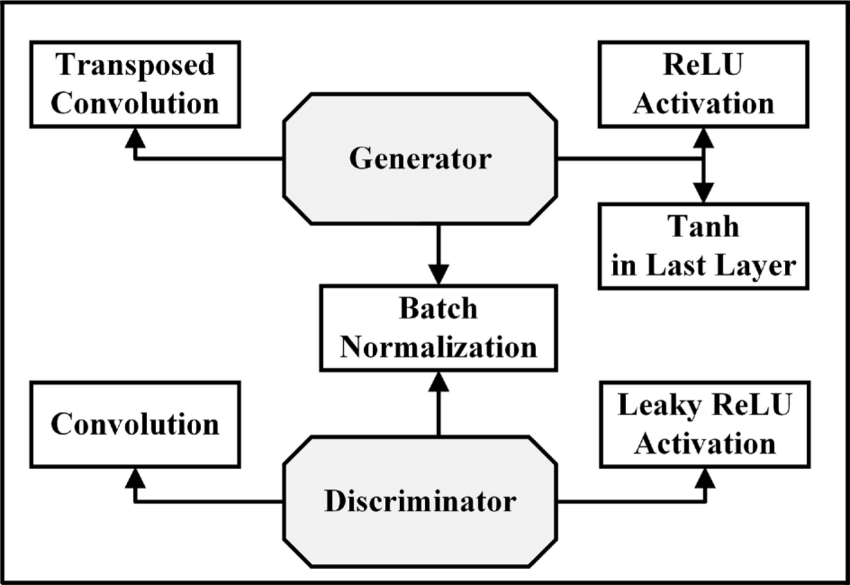 Transposed
Convolution
Generator
ReLU
Activation
Tanh
in Last Layer
Batch
Normalization
Convolution
Discriminator
Leaky ReLU
Activation